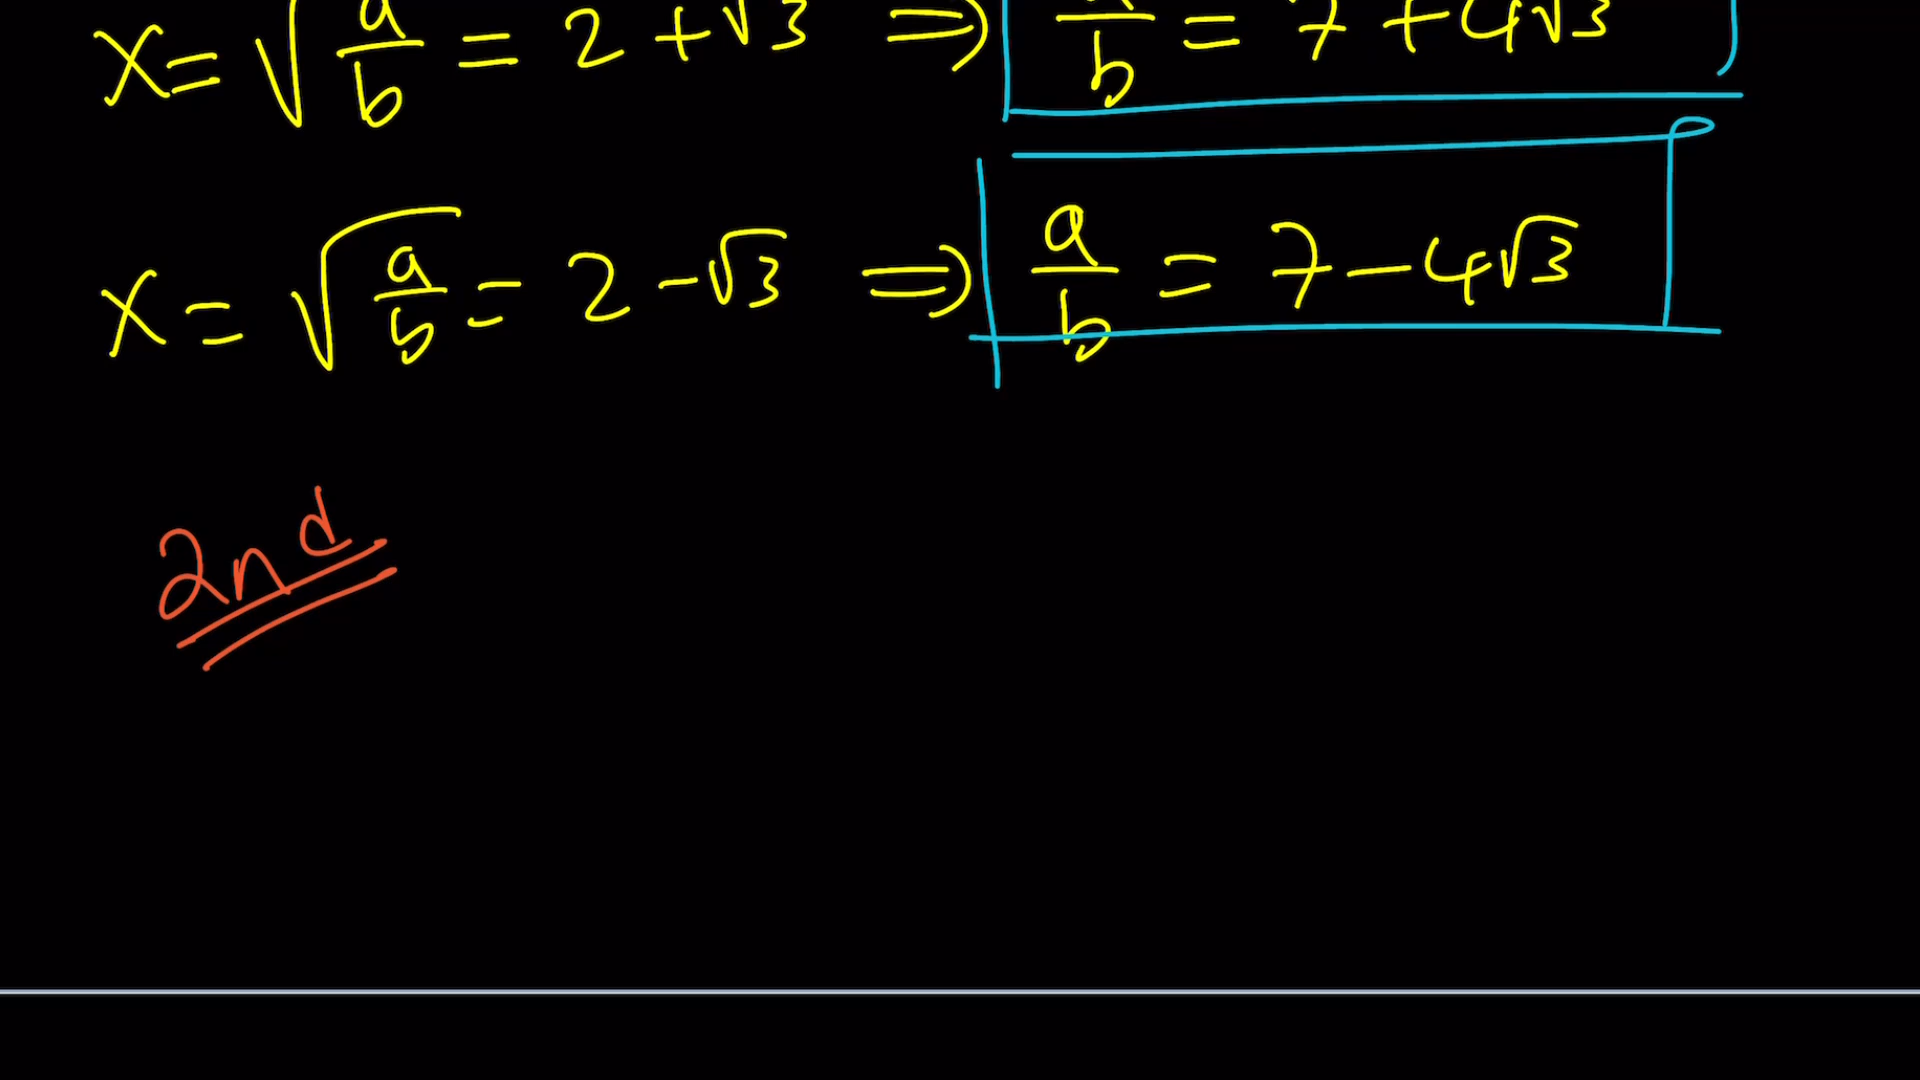 x = √(a/b) = 2 + √3 ⇒ a/b = 7 + 4√3
x = √(a/b) = 2 - √3 ⇒ a/b = 7 - 4√3
2nd